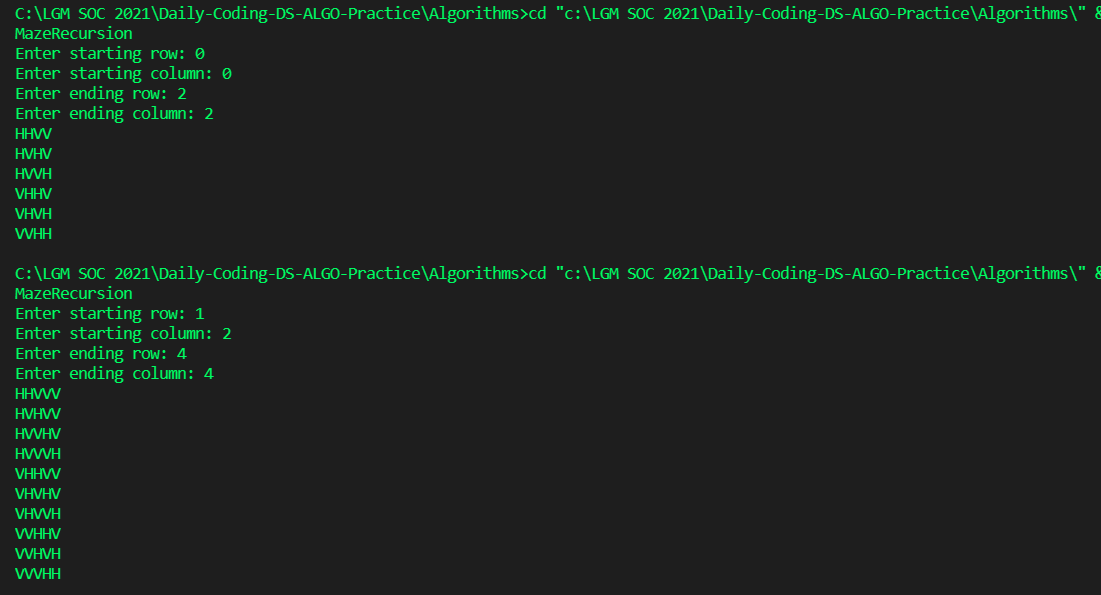 C:\LGM SOC 2021\Daily-Coding-DS-ALGO-Practice\Algorithms>cd "c:\LGM SOC 2021\Daily-Coding-DS-ALGO-Practice\Algorithms\" &
MazeRecursion
Enter starting row: 0
Enter starting column: 0
Enter ending row: 2
Enter ending column: 2
HHVV
HVHV
HVVH
VHHV
VHVH
VVHH
C:\LGM SOC 2021\Daily-Coding-DS-ALGO-Practice\Algorithms>cd "c:\LGM SOC 2021\Daily-Coding-DS-ALGO-Practice\Algorithms\" &
MazeRecursion
Enter starting row: 1
Enter starting column: 2
Enter ending row: 4
Enter ending column: 4
HHVVV
HVHVV
HVVHV
HVVVH
VHHVV
VHVHV
VHVVH
VVHHV
VVHVH
VVVHH